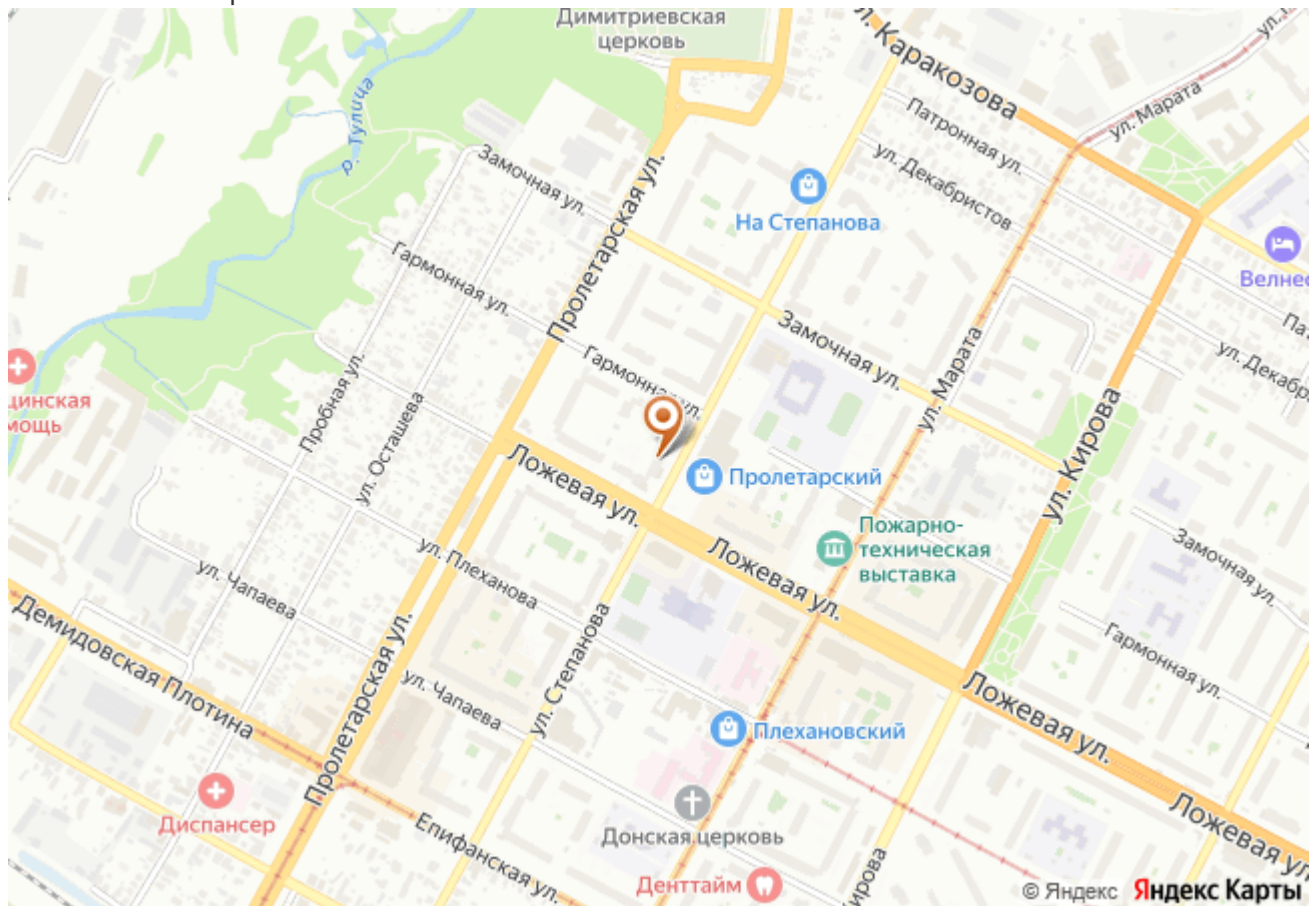 Димитриевская
церковь
ул. Каракозова
ул. Марата
Патронная ул.
ул. Декабристов
р. Тулица
Замочная ул.
На Степанова
Пролетарская ул.
Гармонная ул.
Велнес
Замочная ул.
ул. Марата
ул. Кирова
Гармонная ул.
цинская
мощь
Пробная ул.
ул. Осташева
Ложевая ул.
Пролетарский
Пожарно-
техническая
выставка
Замочная ул.
ул. Плеханова
Ложевая ул.
ул. Чапаева
Демидовская Плотина
Пролетарская ул.
ул. Степанова
Гармонная ул.
ул. Чапаева
Плехановский
Ложевая ул.
Диспансер
Епифанская ул.
Донская церковь
Ложевая ул.
Денттайм
© Яндекс Яндекс Карты